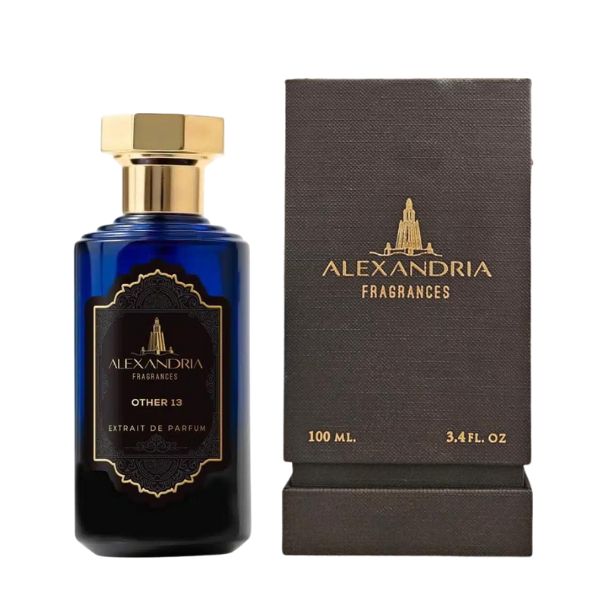 ALEXANDRIA
FRAGRANCES
OTHER 13
EXTRAIT DE PARFUM
ALEXANDRIA
FRAGRANCES
100 ML.
3.4 FL. OZ